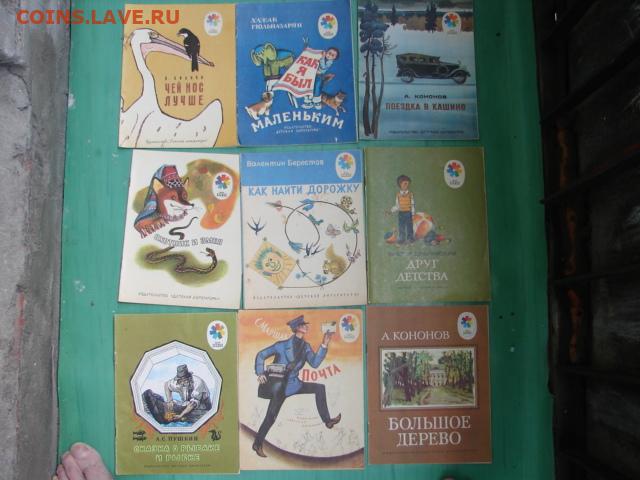 COINS.LAVE.RU
В. БИАНКИ
ЧЕЙ НОС
ЛУЧШЕ
ХАЖАК
ГЮЛЬНАЗАРЯН
КАК
Я
БЫЛ
МАЛЕНЬКИМ
ИЗДАТЕЛЬСТВО
"ДЕТСКАЯ ЛИТЕРАТУРА"
А. КОНОНОВ
ПОЕЗДКА В КАШИНО
ИЗДАТЕЛЬСТВО "ДЕТСКАЯ ЛИТЕРАТУРА"
ОХОТНИК И ЗМЕЯ
ИЗДАТЕЛЬСТВО "ДЕТСКАЯ ЛИТЕРАТУРА"
Валентин Берестов
КАК НАЙТИ ДОРОЖКУ
ИЗДАТЕЛЬСТВО "ДЕТСКАЯ ЛИТЕРАТУРА"
ДРУГ
ДЕТСТВА
А.С. ПУШКИН
СКАЗКА О РЫБАКЕ
И РЫБКЕ
С. МАРШАК
ПОЧТА
А. КОНОНОВ
БОЛЬШОЕ
ДЕРЕВО